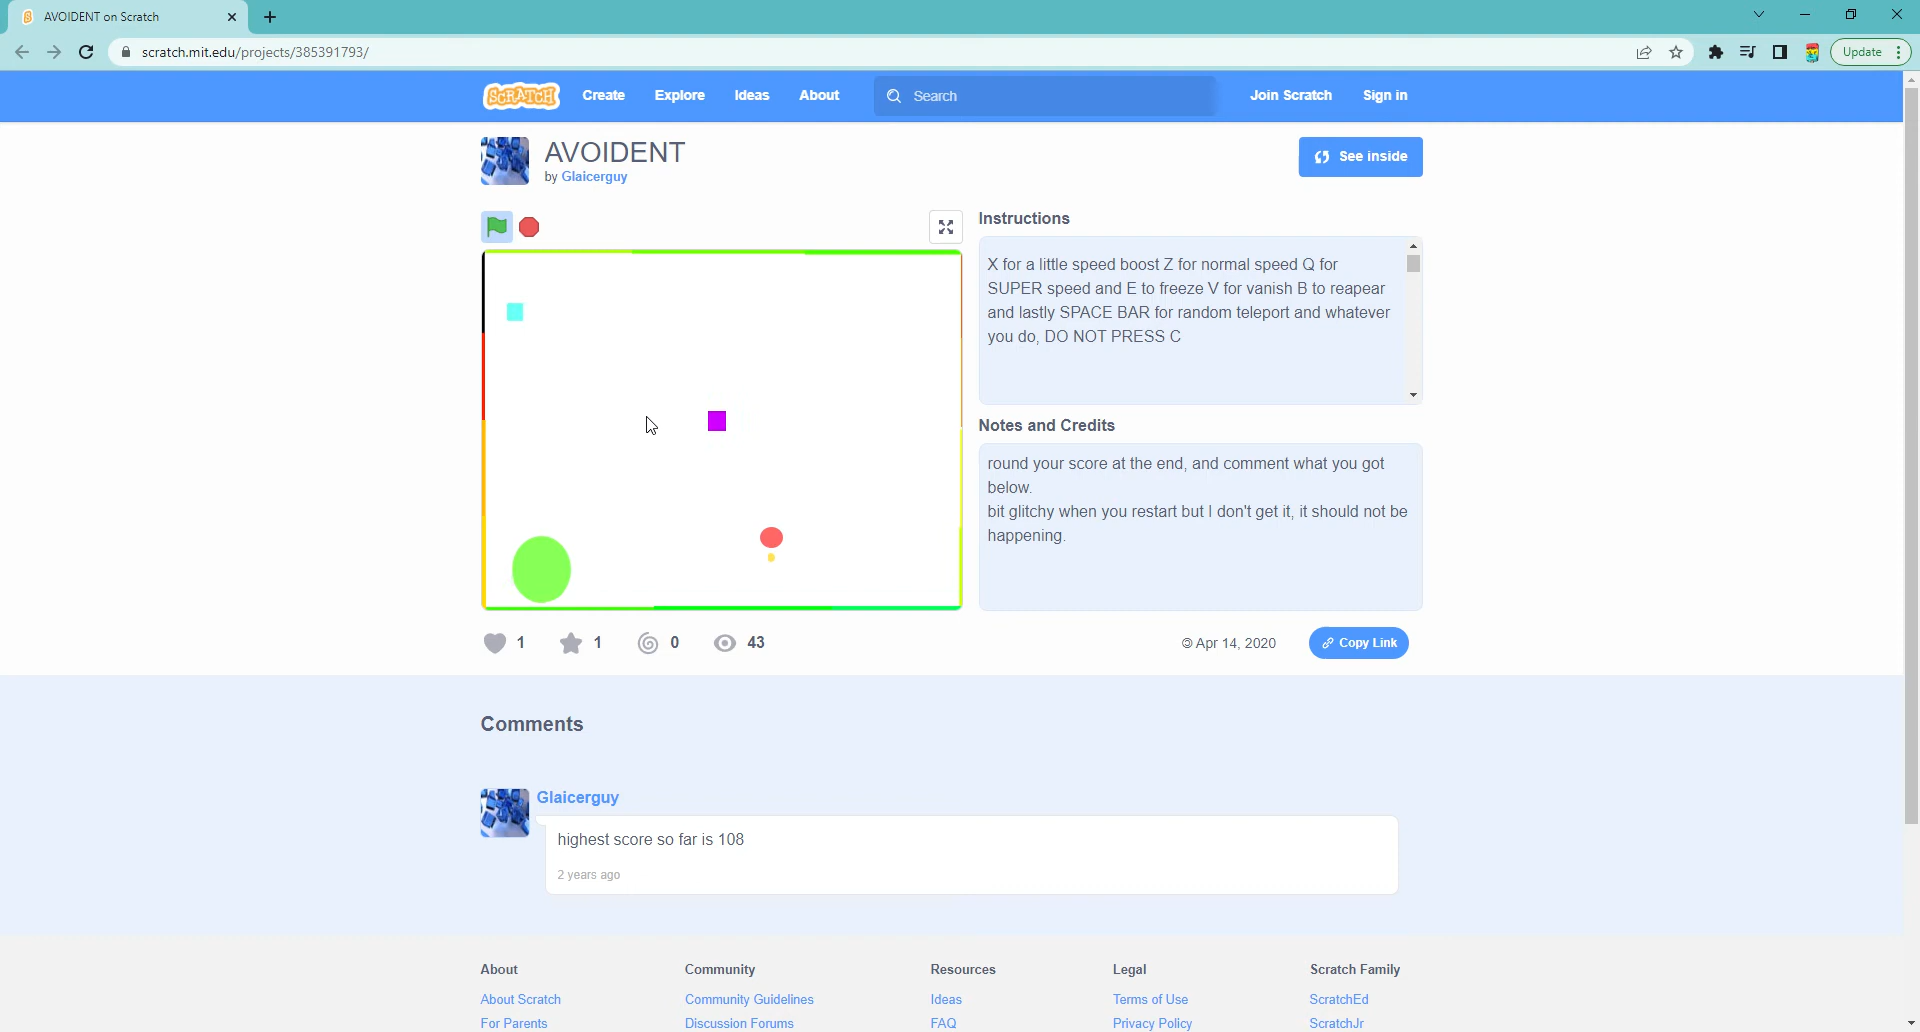 AVOIDENT on Scratch
scratch.mit.edu/projects/385391793/
Update
SCRATCH
Create
Explore
Ideas
About
Search
Join Scratch
Sign in
AVOIDENT
by Glaicerguy
See inside
Instructions
X for a little speed boost Z for normal speed Q for
SUPER speed and E to freeze V for vanish B to reapear
and lastly SPACE BAR for random teleport and whatever
you do, DO NOT PRESS C
Notes and Credits
round your score at the end, and comment what you got
below.
bit glitchy when you restart but I don't get it, it should not be
happening.
1
1
0
43
© Apr 14, 2020
Copy Link
Comments
Glaicerguy
highest score so far is 108
2 years ago
About
Community
Resources
Legal
Scratch Family
About Scratch
Community Guidelines
Ideas
Terms of Use
ScratchEd
For Parents
Discussion Forums
FAQ
Privacy Policy
ScratchJr